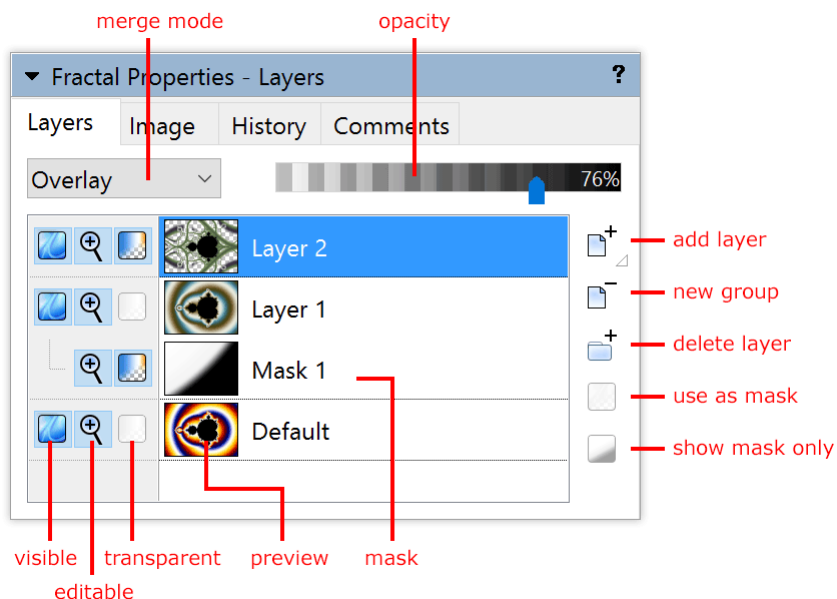 merge mode opacity
Fractal Properties - Layers ?
Layers Image History Comments
Overlay 76%
Layer 2 add layer
Layer 1 new group
delete layer
Mask 1 use as mask
Default show mask only
visible transparent preview mask
editable